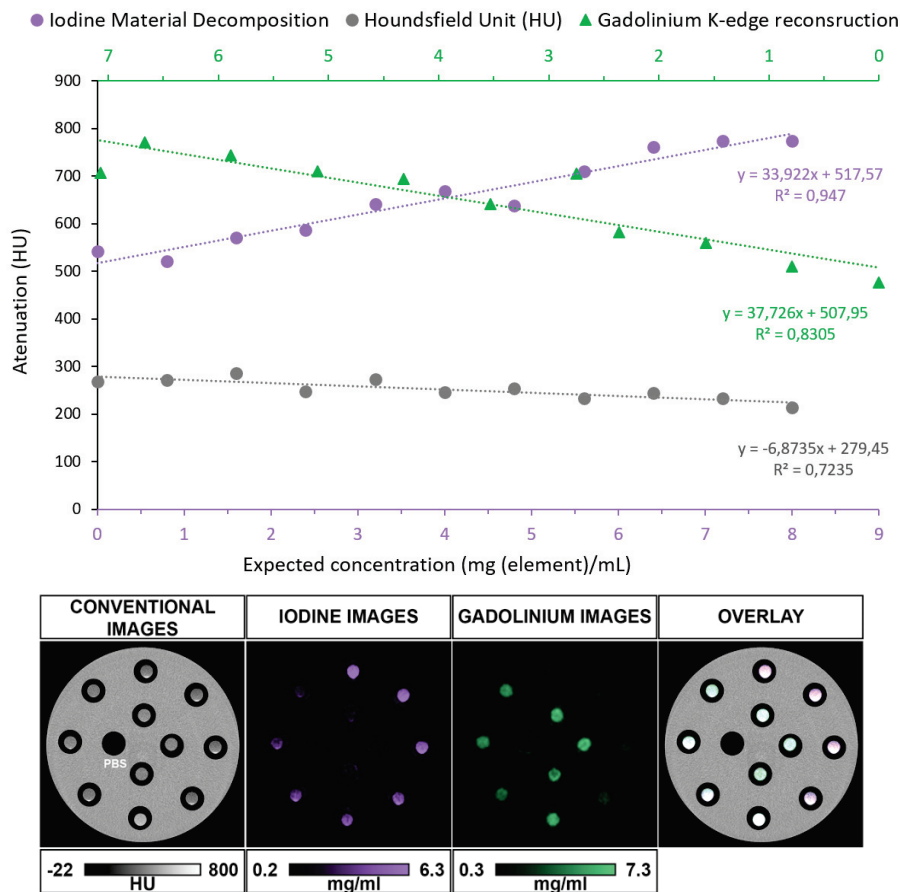 Iodine Material Decomposition Houndsfield Unit (HU) Gadolinium K-edge reconsruction
7 6 5 4 3 2 1 0
900
800
700
600
500
400
300
200
100
0
Atenuation (HU)
y = 33,922x + 517,57
R² = 0,947
y = 37,726x + 507,95
R² = 0,8305
y = -6,8735x + 279,45
R² = 0,7235
0 1 2 3 4 5 6 7 8 9
Expected concentration (mg (element)/mL)
CONVENTIONAL
IMAGES
IODINE IMAGES
GADOLINIUM IMAGES
OVERLAY
PBS
-22 800
HU
0.2 6.3
mg/ml
0.3 7.3
mg/ml